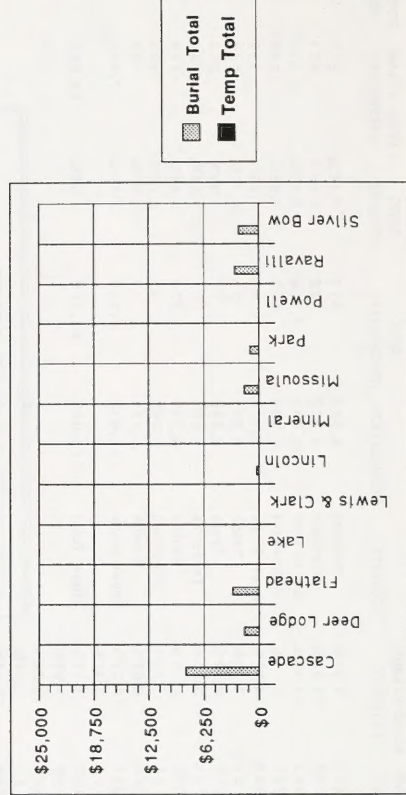 Burial Total
Temp Total
$25,000
$18,750
$12,500
$6,250
$0
Cascade
Deer Lodge
Flathead
Lake
Lewis & Clark
Lincoln
Mineral
Missoula
Park
Powell
Ravalli
Silver Bow